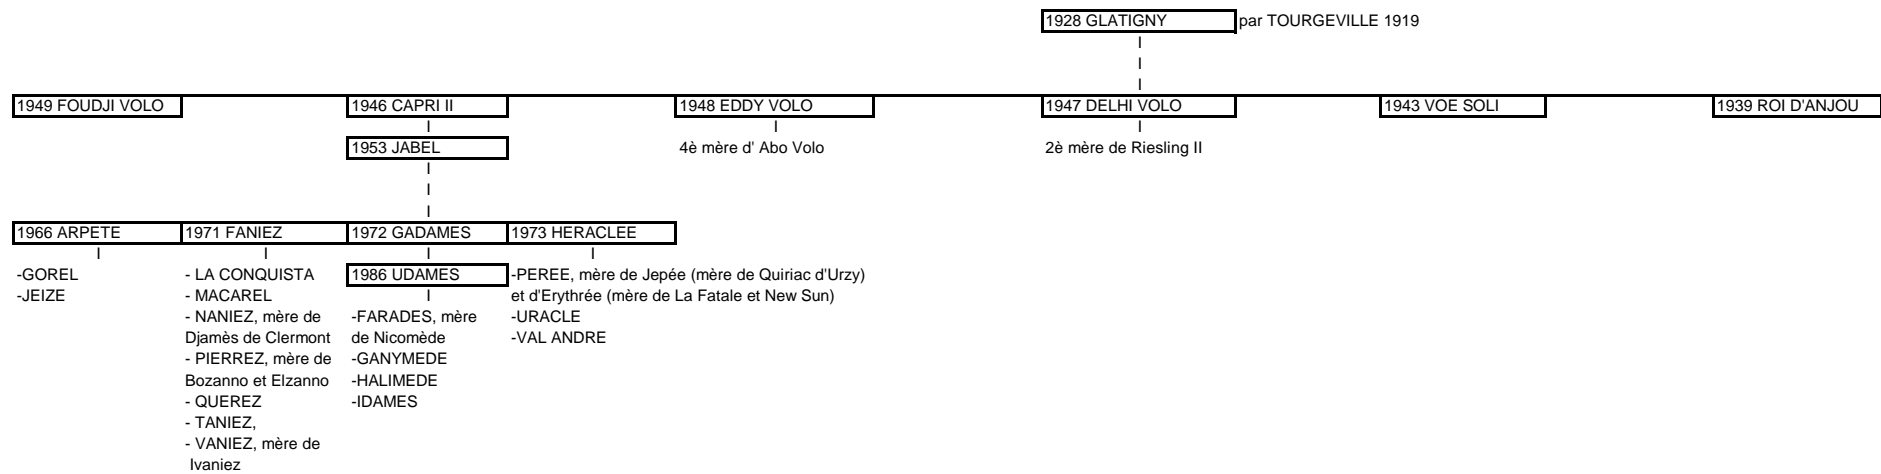 1928 GLATIGNY par TOURGEVILLE 1919
1949 FOUDJI VOLO 1946 CAPRI II 1948 EDDY VOLO 1947 DELHI VOLO 1943 VOE SOLI 1939 ROI D'ANJOU
1953 JABEL 4è mère d' Abo Volo 2è mère de Riesling II
1966 ARPETE 1971 FANIEZ 1972 GADAMES 1973 HERACLEE
-GOREL
-JEIZE
- LA CONQUISTA
- MACAREL
- NANIEZ, mère de
Djamès de Clermont
- PIERREZ, mère de
Bozanno et Elzanno
- QUEREZ
- TANIEZ,
- VANIEZ, mère de
Ivaniez
1986 UDAMES
-FARADES, mère
de Nicomède
-GANYMEDE
-HALIMEDE
-IDAMES
-PEREE, mère de Jepée (mère de Quiriac d'Urzy)
et d'Erythrée (mère de La Fatale et New Sun)
-URACLE
-VAL ANDRE